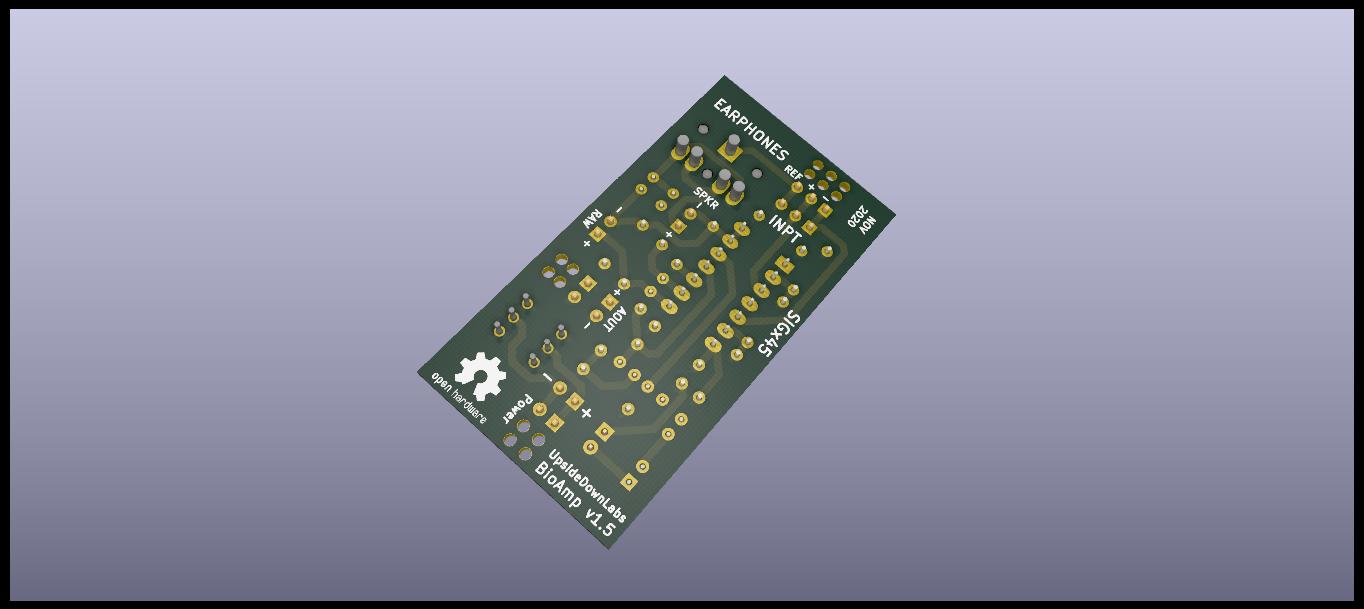 EARPHONES
REF
+
-
SPKR
-
+
INPT
NOV
2020
RAW
-
+
AOUT
+
-
SIGx45
open hardware
Power
-
+
UpsideDownLabs
BioAmp v1.5